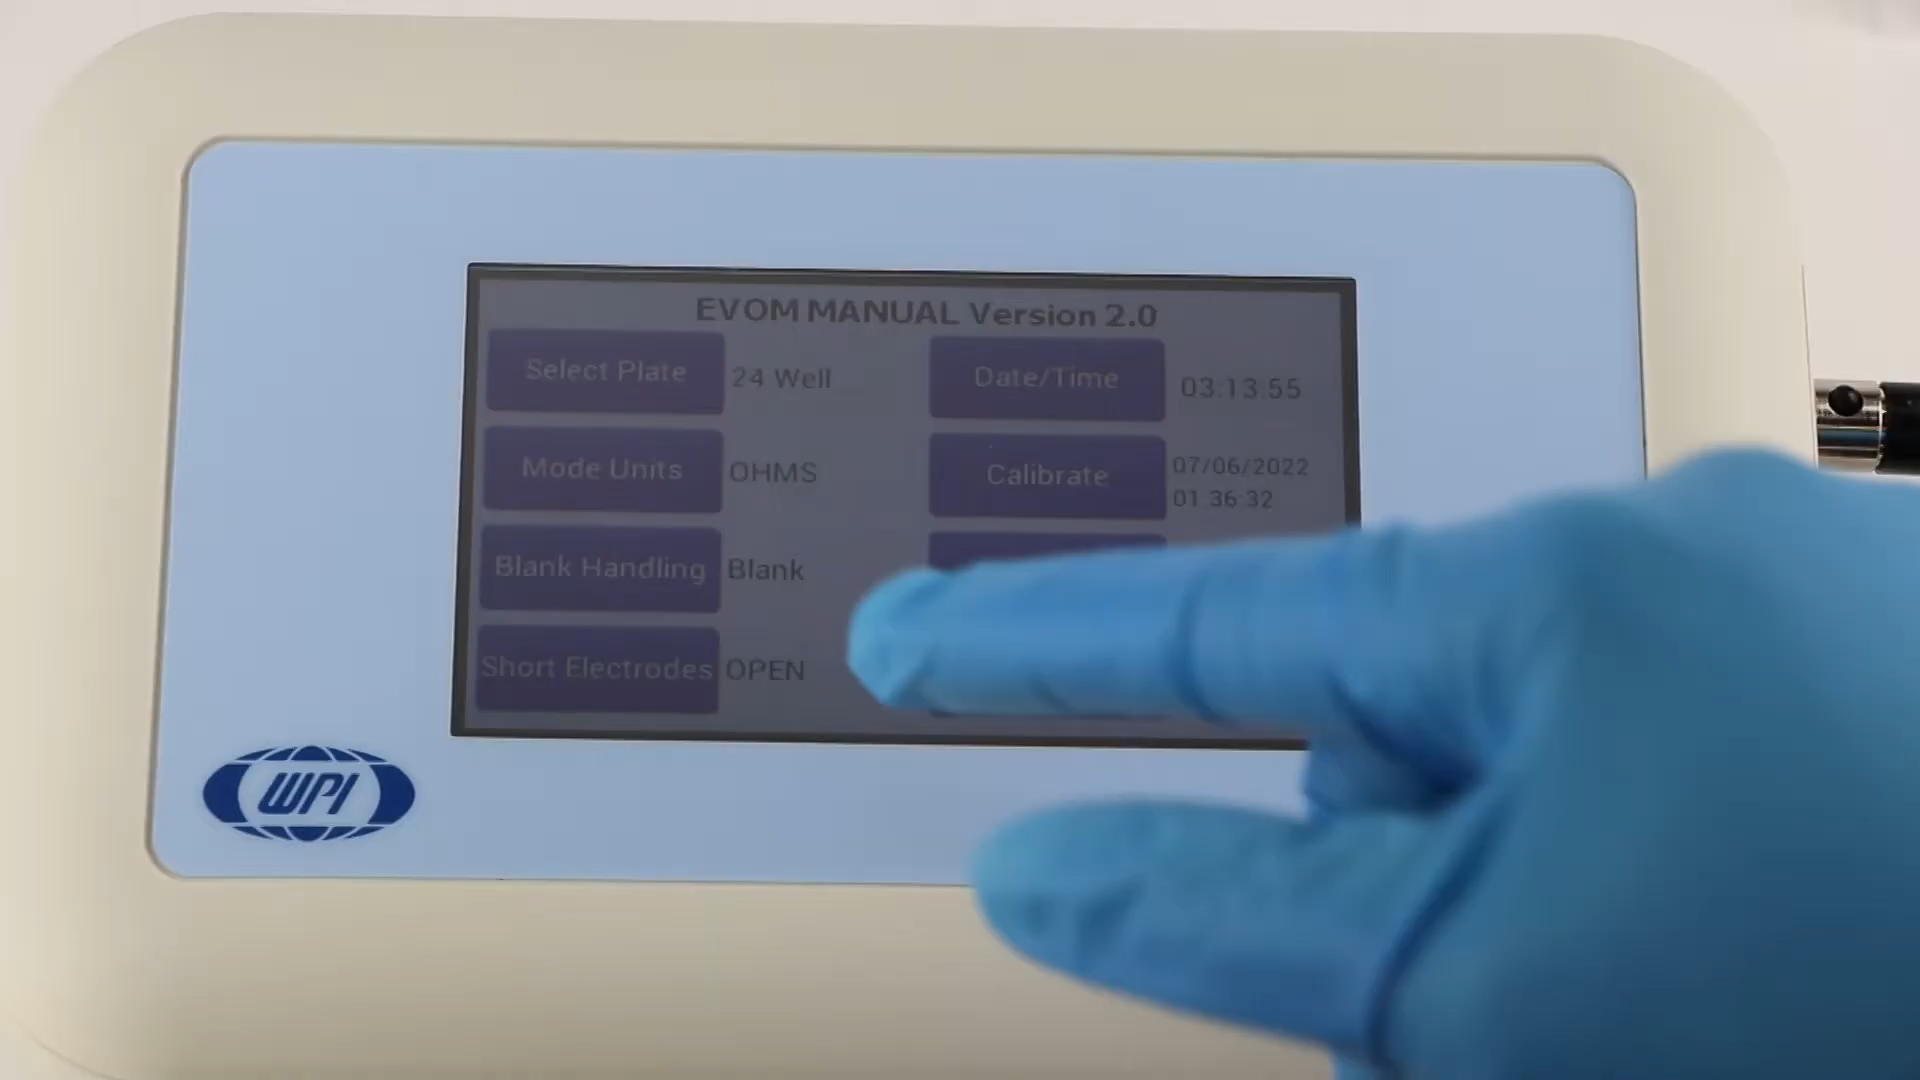 EVOM MANUAL Version 2.0
Select Plate 24 Well
Date/Time 03:13:55
Mode Units OHMS
Calibrate 07/06/2022
01 36:32
Blank Handling Blank
Short Electrodes OPEN
WPI